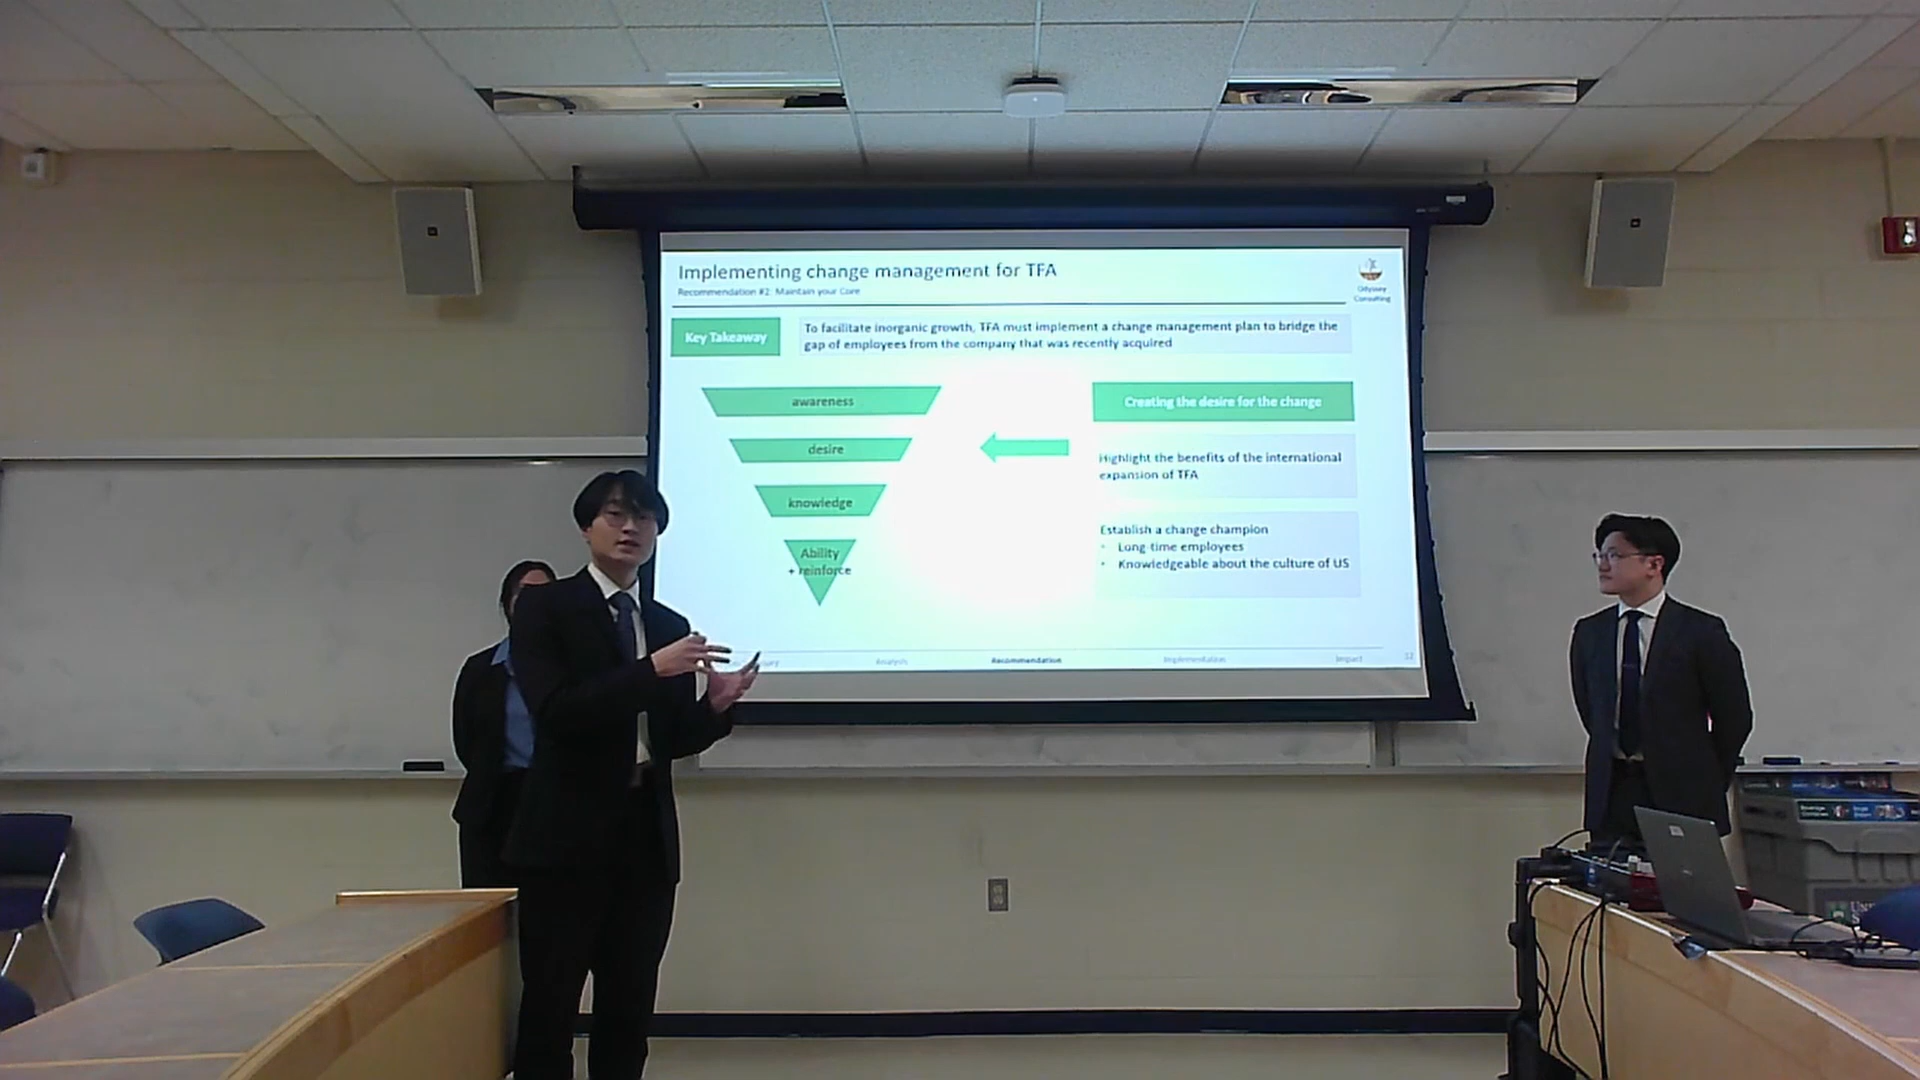 Implementing change management for TFA
Recommendation #2: Maintain your Core
Odyssey
Consulting
Key Takeaway
To facilitate inorganic growth, TFA must implement a change management plan to bridge the
gap of employees from the company that was recently acquired
awareness
desire
knowledge
Ability
+ reinforce
Creating the desire for the change
Highlight the benefits of the international
expansion of TFA
Establish a change champion
• Long-time employees
• Knowledgeable about the culture of US
Analysis
Recommendation
Implementation
Impact
12